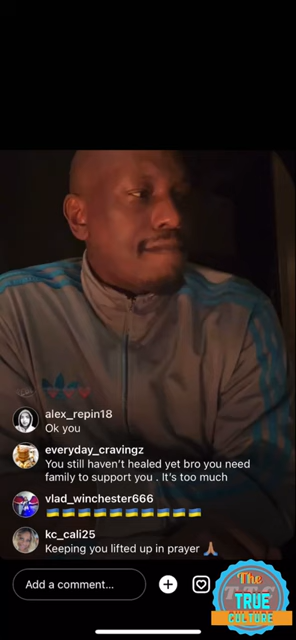 alex_repin18
Ok you
everyday_cravingz
You still haven't healed yet bro you need
family to support you . It's too much
vlad_winchester666
🇺🇦🇺🇦🇺🇦🇺🇦🇺🇦🇺🇦🇺🇦🇺🇦🇺🇦🇺🇦
kc_cali25
Keeping you lifted up in prayer 🙏🏽
Add a comment...
The
TRUE
CULTURE